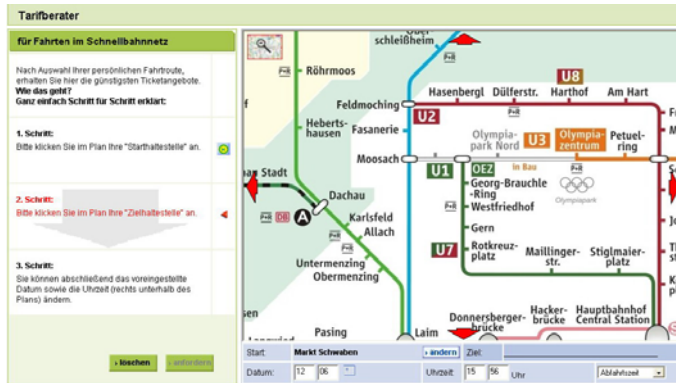 Tarifberater
für Fahrten im Schnellbahnnetz
Nach Auswahl Ihrer persönlichen Fahrtroute,
erhalten Sie hier die günstigsten Ticketangebote.
Wie das geht?
Ganz einfach Schritt für Schritt erklärt:
1. Schritt:
Bitte klicken Sie im Plan Ihre "Starthaltestelle" an.
2. Schritt:
Bitte klicken Sie im Plan Ihre "Zielhaltestelle" an.
3. Schritt:
Sie können abschließend das voreingestellte
Datum sowie die Uhrzeit (rechts unterhalb des
Plans) ändern.
löschen
anfordern
schleißheim
P+R
Röhrmoos
U8
Hasenbergl Dülferstr. Harthof Am Hart
Feldmoching
U2
Heberts-
hausen
Fasanerie
Olympia-
park Nord
U3
Olympia-
zentrum
Petuel-
ring
Moosach
U1
OEZ
in Bau
P+R
Stadt
Georg-Brauchle
-Ring
Olympiapark
Dachau
P+R
Westfriedhof
P+R DB A
Karlsfeld
Allach
P+R
P+R
Gern
U7
Rotkreuz-
platz
Maillinger-
str.
Stiglmaier-
platz
Untermenzing
Obermenzing
sen
Pasing
Laim
Donnersberger-
brücke
Hacker-
brücke
Hauptbahnhof
Central Station
Start: Markt Schwaben ändern Ziel:
Datum: 12 06 Uhrzeit: 15 56 Uhr Abfahrtszeit